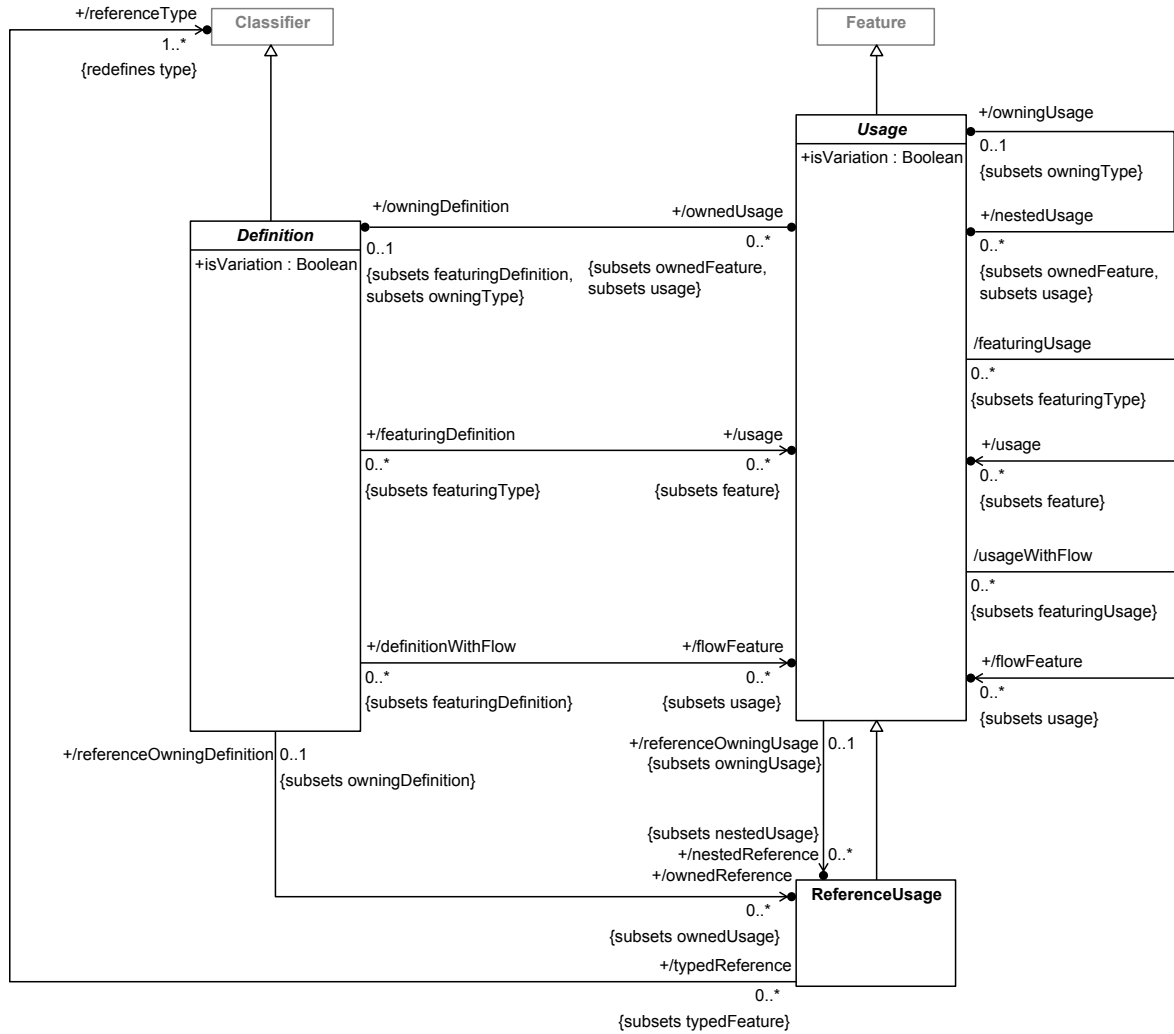 +/referenceType
Classifier
1..*
{redefines type}
Feature
Usage
+isVariation : Boolean
+/owningUsage
0..1
{subsets owningType}
+/nestedUsage
0..*
{subsets ownedFeature,
subsets usage}
+/owningDefinition
0..1
{subsets featuringDefinition,
subsets owningType}
+/ownedUsage
0..*
{subsets ownedFeature,
subsets usage}
Definition
+isVariation : Boolean
/featuringUsage
0..*
{subsets featuringType}
+/featuringDefinition
0..*
{subsets featuringType}
+/usage
0..*
{subsets feature}
+/usage
0..*
{subsets feature}
/usageWithFlow
0..*
{subsets featuringUsage}
+/definitionWithFlow
0..*
{subsets featuringDefinition}
+/flowFeature
0..*
{subsets usage}
+/flowFeature
0..*
{subsets usage}
+/referenceOwningDefinition
0..1
{subsets owningDefinition}
+/referenceOwningUsage
0..1
{subsets owningUsage}
{subsets nestedUsage}
+/nestedReference
0..*
+/ownedReference
0..*
{subsets ownedUsage}
ReferenceUsage
+/typedReference
0..*
{subsets typedFeature}